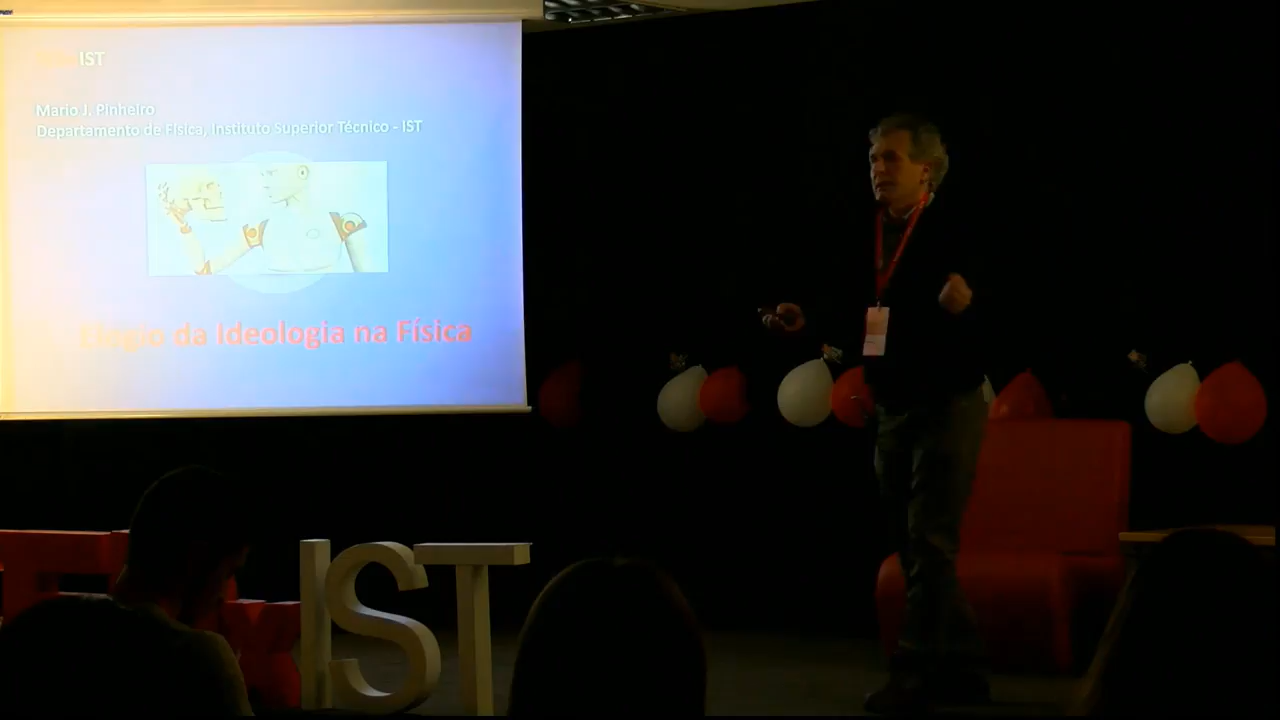 IST
Mario J. Pinheiro
Departamento de Física, Instituto Superior Técnico - IST
Elogio da Ideologia na Física
IST